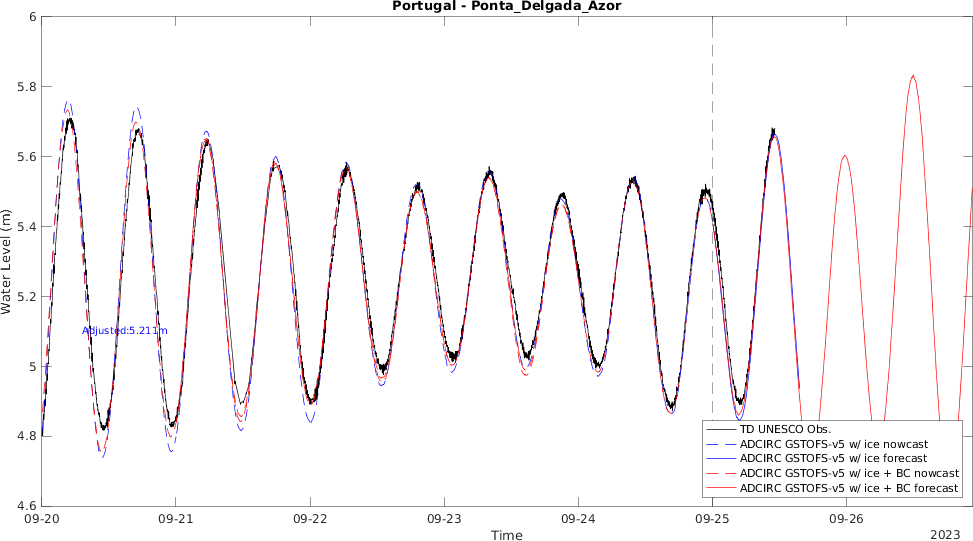 Portugal - Ponta_Delgada_Azor
6
5.8
5.6
5.4
5.2
5
4.8
4.6
Water Level (m)
Adjusted:5.211m
TD UNESCO Obs.
ADCIRC GSTOFS-v5 w/ ice nowcast
ADCIRC GSTOFS-v5 w/ ice forecast
ADCIRC GSTOFS-v5 w/ ice + BC nowcast
ADCIRC GSTOFS-v5 w/ ice + BC forecast
09-20 09-21 09-22 09-23 09-24 09-25 09-26
Time
2023